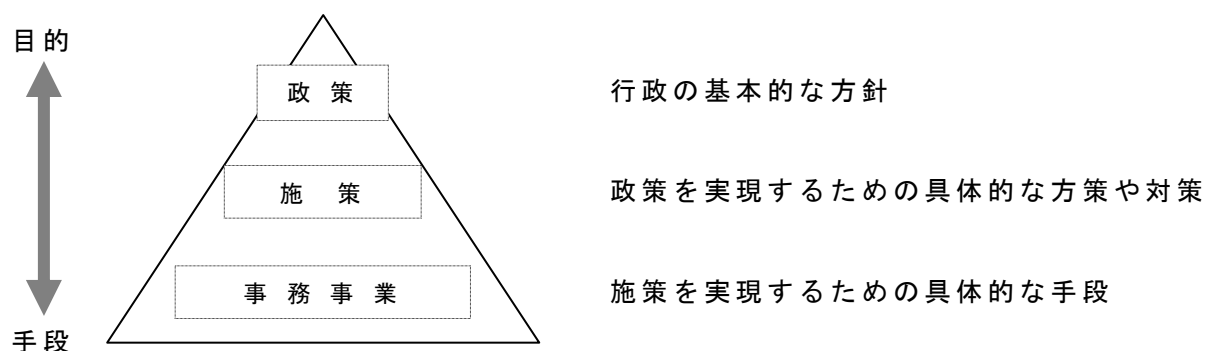 目的
政策
行政の基本的な方針
施策
政策を実現するための具体的な方策や対策
事務事業
施策を実現するための具体的な手段
手段